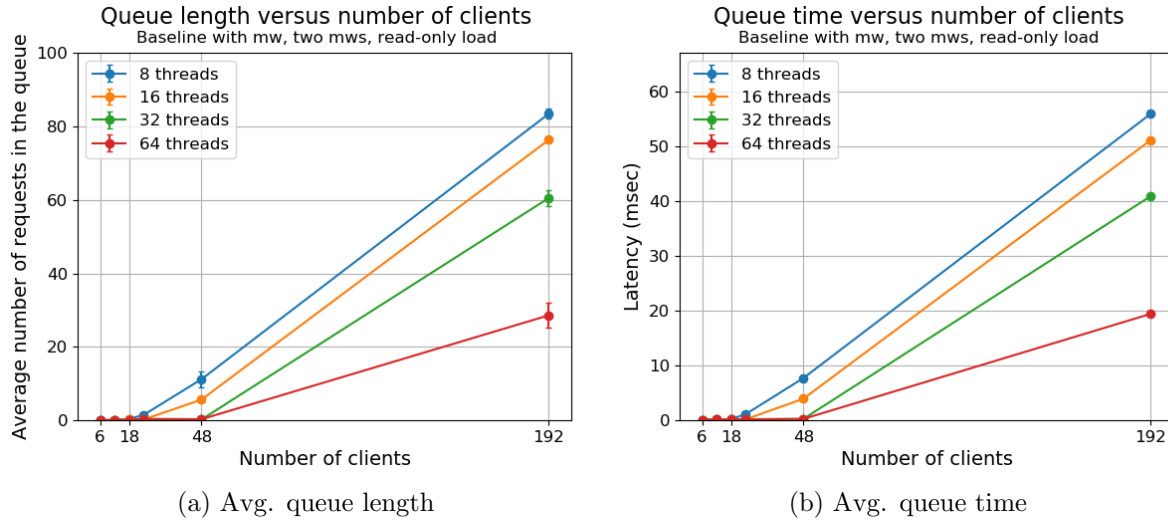 Queue length versus number of clients
Baseline with mw, two mws, read-only load
Average number of requests in the queue
100
80
60
40
20
0
8 threads
16 threads
32 threads
64 threads
6
18
48
192
Number of clients
(a) Avg. queue length
Queue time versus number of clients
Baseline with mw, two mws, read-only load
Latency (msec)
60
50
40
30
20
10
0
8 threads
16 threads
32 threads
64 threads
6
18
48
192
Number of clients
(b) Avg. queue time